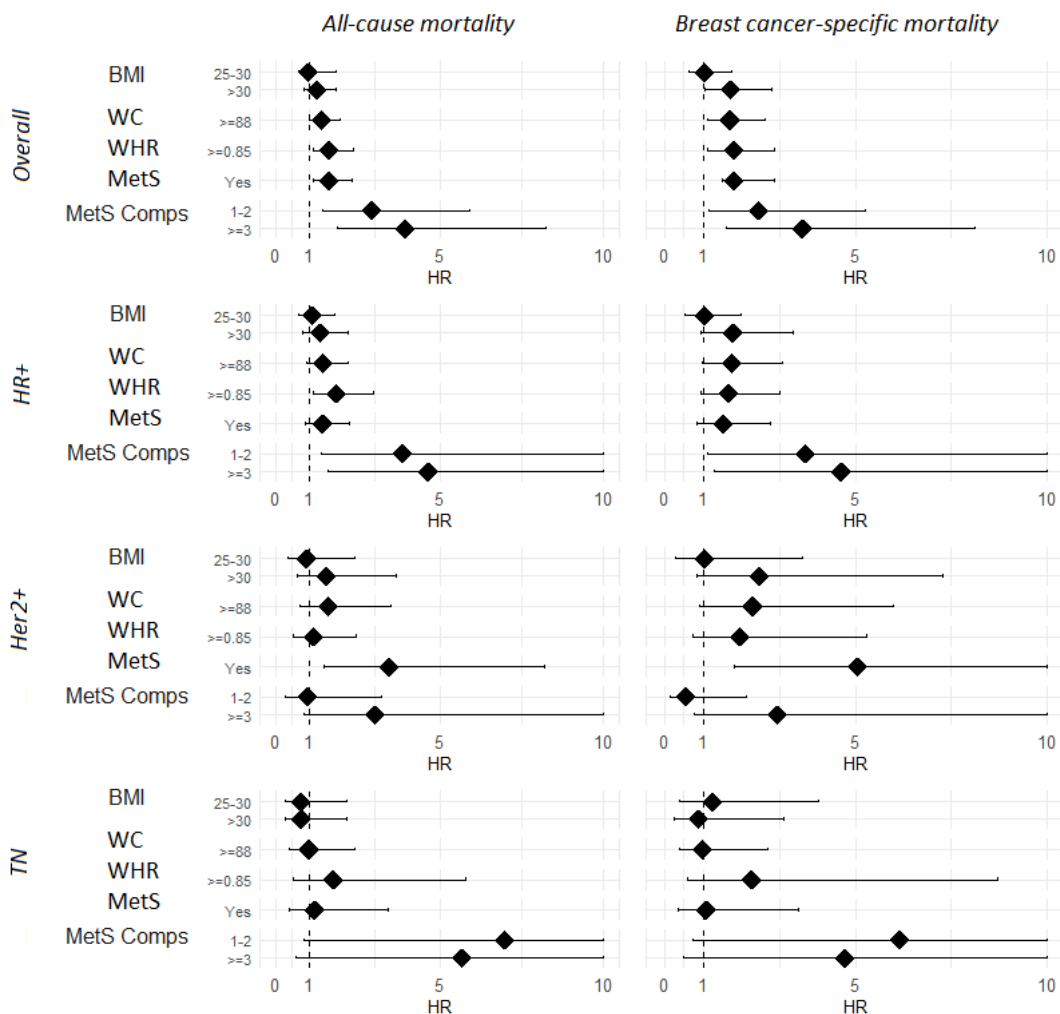 All-cause mortality Breast cancer-specific mortality
Overall
BMI 25-30
>30
WC >=88
WHR >=0.85
MetS Yes
MetS Comps 1-2
>=3
0 1 5 10 0 1 5 10
HR HR
HR+
BMI 25-30
>30
WC >=88
WHR >=0.85
MetS Yes
MetS Comps 1-2
>=3
0 1 5 10 0 1 5 10
HR HR
Her2+
BMI 25-30
>30
WC >=88
WHR >=0.85
MetS Yes
MetS Comps 1-2
>=3
0 1 5 10 0 1 5 10
HR HR
TN
BMI 25-30
>30
WC >=88
WHR >=0.85
MetS Yes
MetS Comps 1-2
>=3
0 1 5 10 0 1 5 10
HR HR